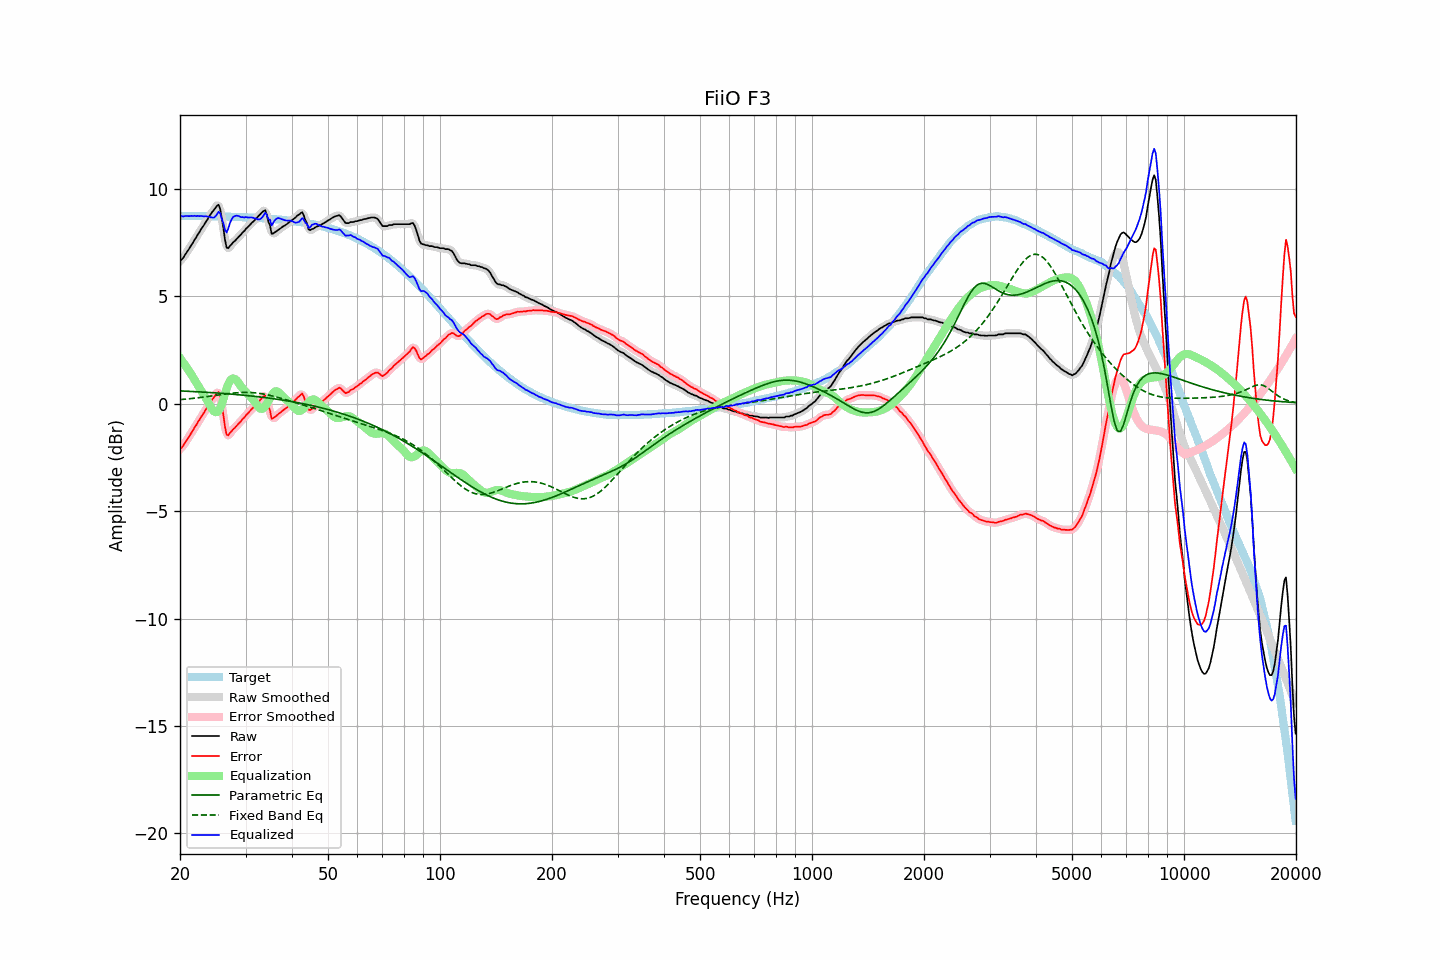 FiiO F3
Amplitude (dBr)
10
5
0
−5
−10
−15
−20
Target
Raw Smoothed
Error Smoothed
Raw
Error
Equalization
Parametric Eq
Fixed Band Eq
Equalized
20 50 100 200 500 1000 2000 5000 10000 20000
Frequency (Hz)